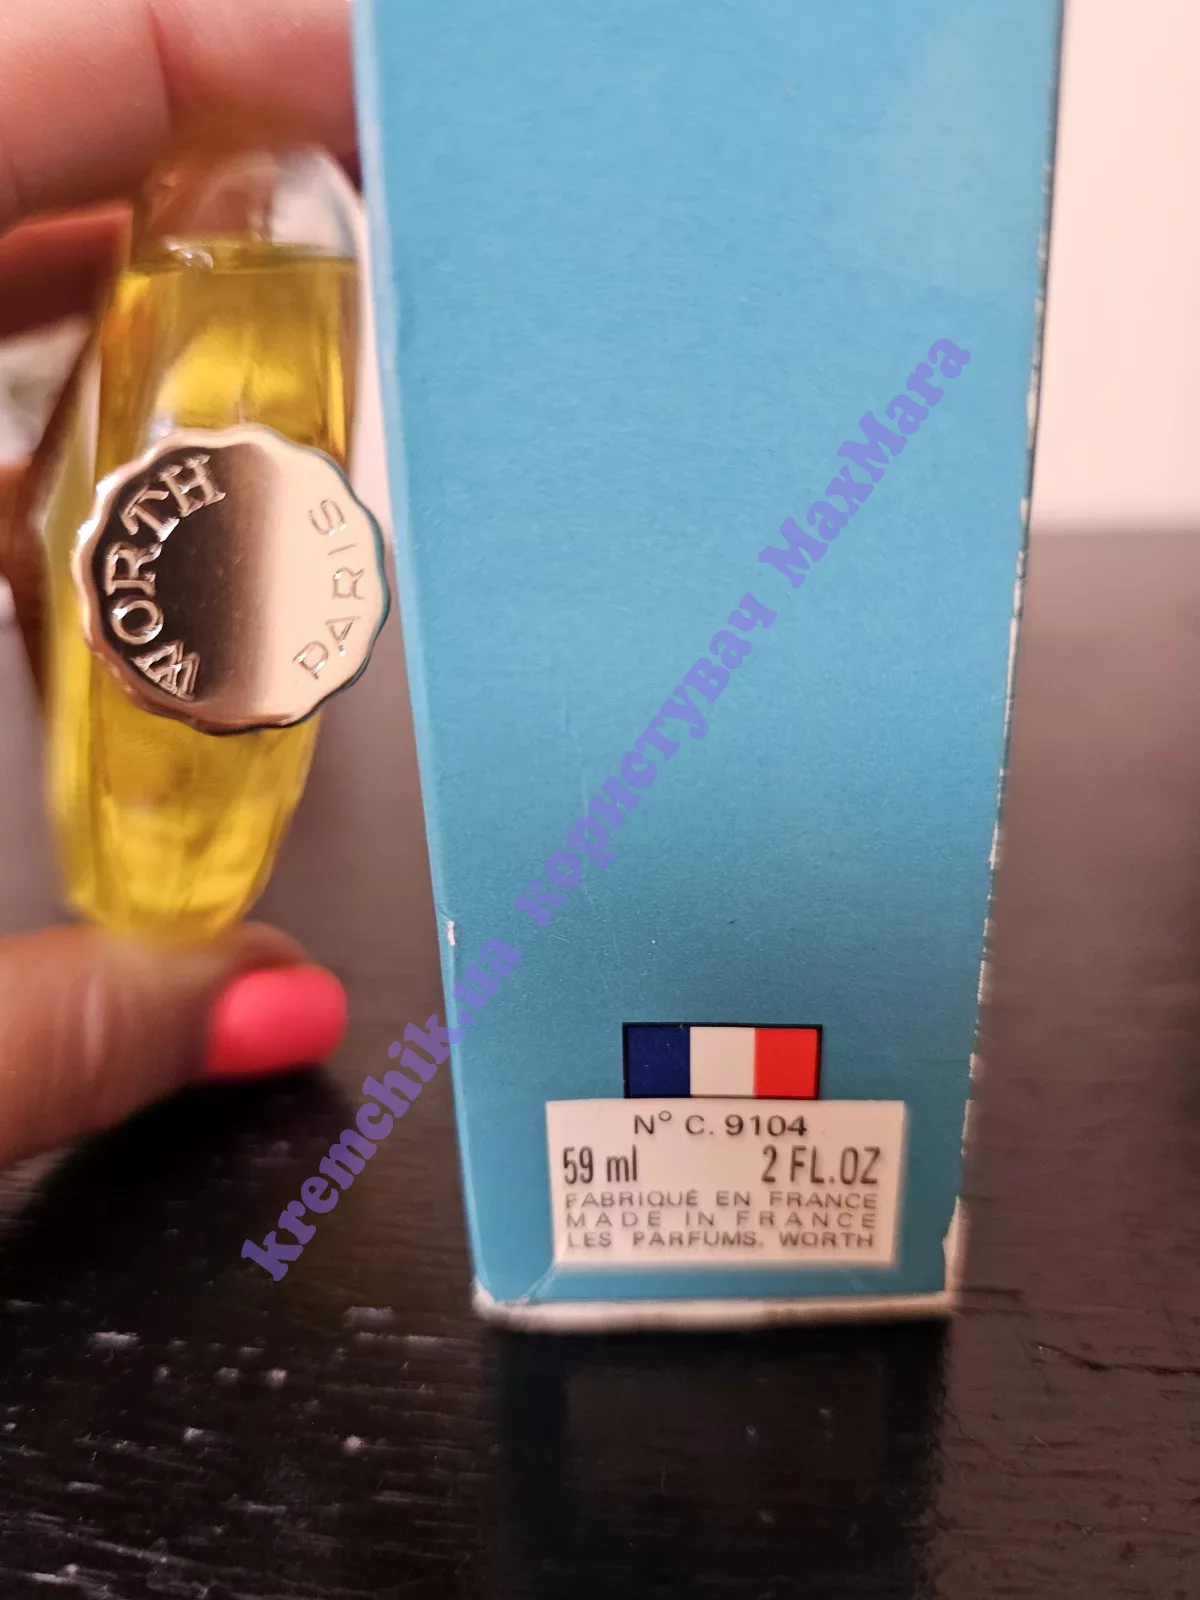 WORTH
PARIS
kremchik.ua користувач MaxMara
N° C. 9104
59 ml 2 FL.OZ
FABRIQUÉ EN FRANCE
MADE IN FRANCE
LES PARFUMS. WORTH